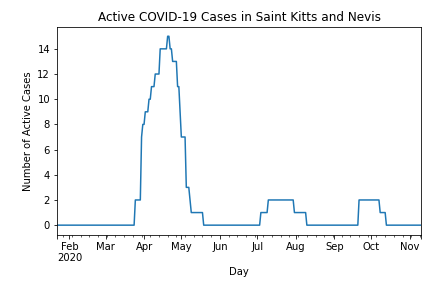 Active COVID-19 Cases in Saint Kitts and Nevis
Number of Active Cases
14
12
10
8
6
4
2
0
Feb Mar Apr May Jun Jul Aug Sep Oct Nov
2020
Day